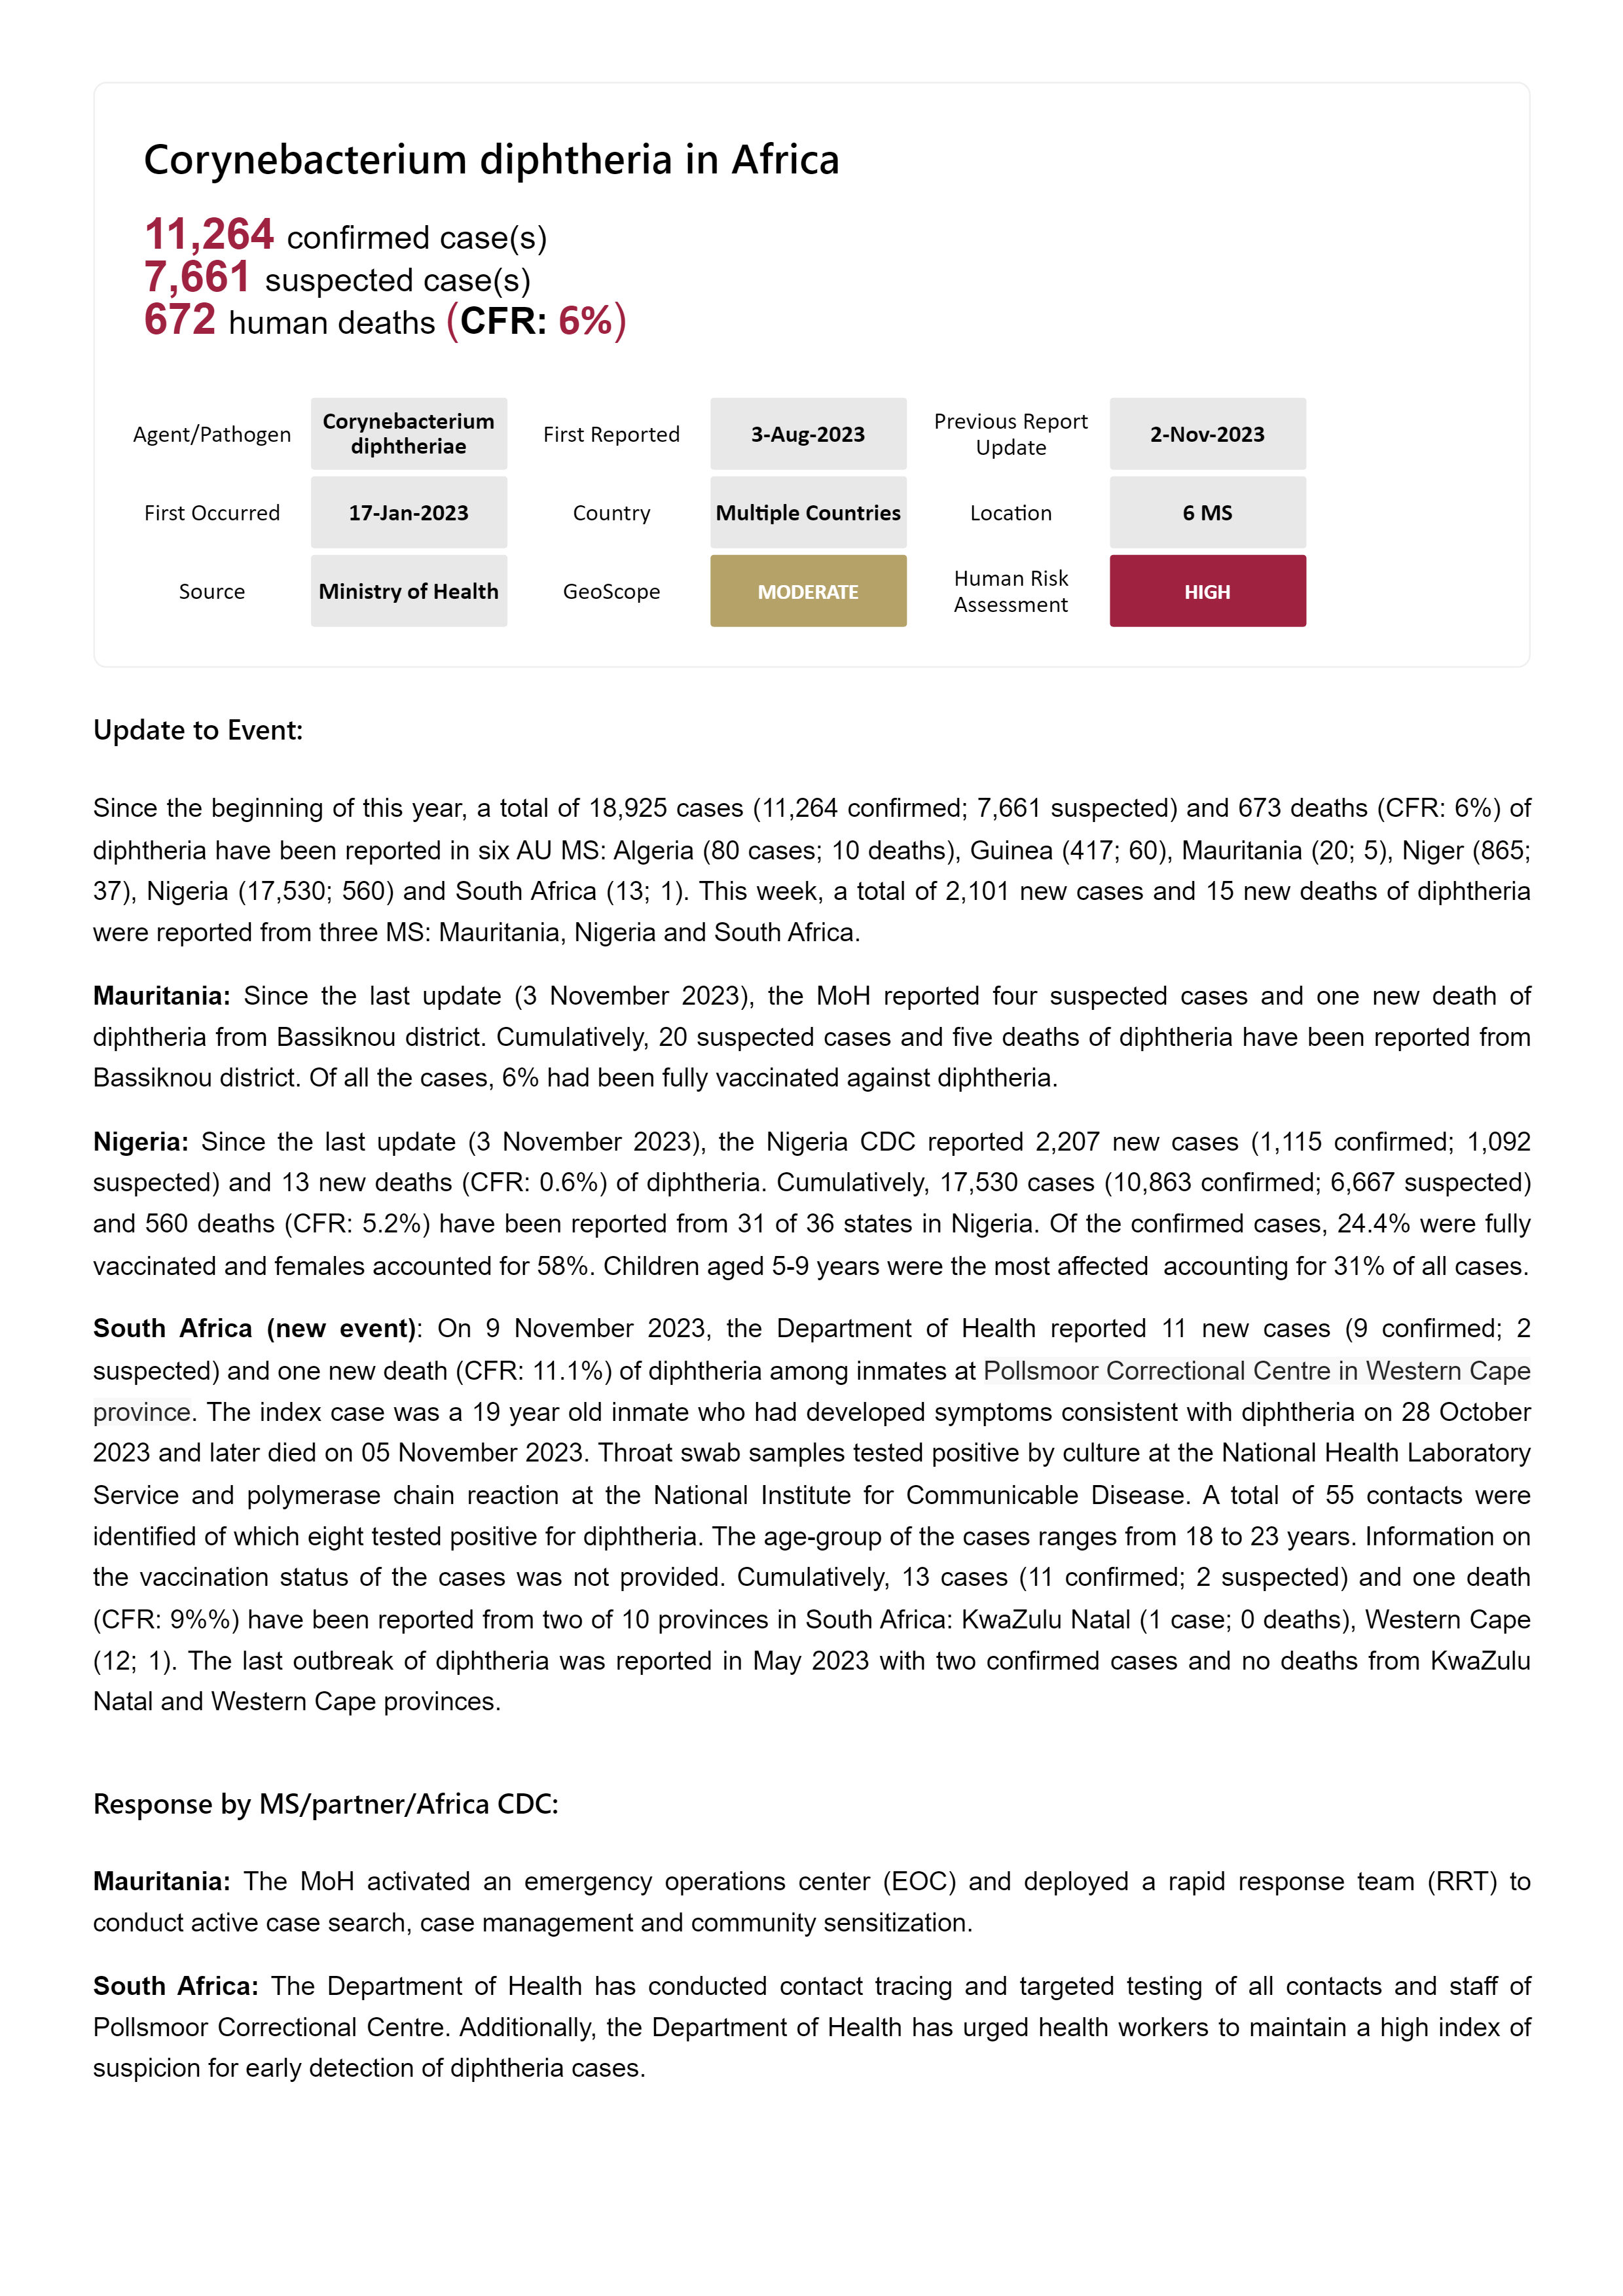 Corynebacterium diphtheria in Africa
11,264 confirmed case(s)
7,661 suspected case(s)
672 human deaths (CFR: 6%)
Agent/Pathogen
Corynebacterium
diphtheriae
First Reported
3-Aug-2023
Previous Report
Update
2-Nov-2023
First Occurred
17-Jan-2023
Country
Multiple Countries
Location
6 MS
Source
Ministry of Health
GeoScope
MODERATE
Human Risk
Assessment
HIGH
Update to Event:
Since the beginning of this year, a total of 18,925 cases (11,264 confirmed; 7,661 suspected) and 673 deaths (CFR: 6%) of
diphtheria have been reported in six AU MS: Algeria (80 cases; 10 deaths), Guinea (417; 60), Mauritania (20; 5), Niger (865;
37), Nigeria (17,530; 560) and South Africa (13; 1). This week, a total of 2,101 new cases and 15 new deaths of diphtheria
were reported from three MS: Mauritania, Nigeria and South Africa.
Mauritania: Since the last update (3 November 2023), the MoH reported four suspected cases and one new death of
diphtheria from Bassiknou district. Cumulatively, 20 suspected cases and five deaths of diphtheria have been reported from
Bassiknou district. Of all the cases, 6% had been fully vaccinated against diphtheria.
Nigeria: Since the last update (3 November 2023), the Nigeria CDC reported 2,207 new cases (1,115 confirmed; 1,092
suspected) and 13 new deaths (CFR: 0.6%) of diphtheria. Cumulatively, 17,530 cases (10,863 confirmed; 6,667 suspected)
and 560 deaths (CFR: 5.2%) have been reported from 31 of 36 states in Nigeria. Of the confirmed cases, 24.4% were fully
vaccinated and females accounted for 58%. Children aged 5-9 years were the most affected  accounting for 31% of all cases.
South Africa (new event): On 9 November 2023, the Department of Health reported 11 new cases (9 confirmed; 2
suspected) and one new death (CFR: 11.1%) of diphtheria among inmates at Pollsmoor Correctional Centre in Western Cape
province. The index case was a 19 year old inmate who had developed symptoms consistent with diphtheria on 28 October
2023 and later died on 05 November 2023. Throat swab samples tested positive by culture at the National Health Laboratory
Service and polymerase chain reaction at the National Institute for Communicable Disease. A total of 55 contacts were
identified of which eight tested positive for diphtheria. The age-group of the cases ranges from 18 to 23 years. Information on
the vaccination status of the cases was not provided. Cumulatively, 13 cases (11 confirmed; 2 suspected) and one death
(CFR: 9%%) have been reported from two of 10 provinces in South Africa: KwaZulu Natal (1 case; 0 deaths), Western Cape
(12; 1). The last outbreak of diphtheria was reported in May 2023 with two confirmed cases and no deaths from KwaZulu
Natal and Western Cape provinces.
Response by MS/partner/Africa CDC:
Mauritania: The MoH activated an emergency operations center (EOC) and deployed a rapid response team (RRT) to
conduct active case search, case management and community sensitization.
South Africa: The Department of Health has conducted contact tracing and targeted testing of all contacts and staff of
Pollsmoor Correctional Centre. Additionally, the Department of Health has urged health workers to maintain a high index of
suspicion for early detection of diphtheria cases.